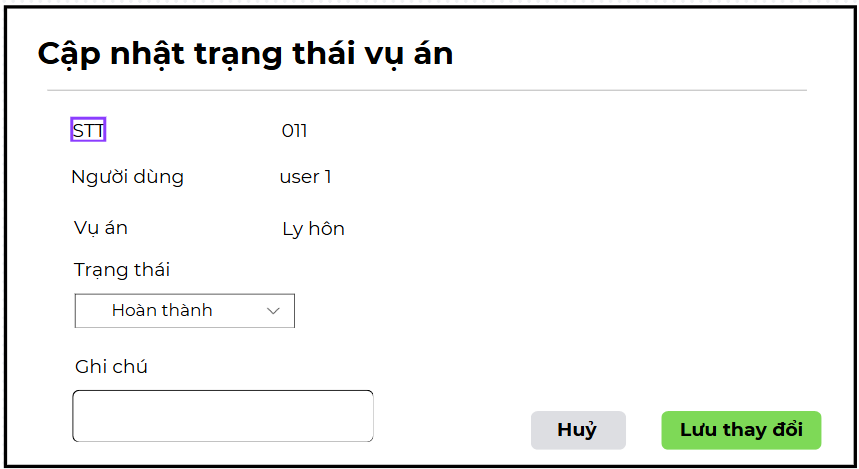 Cập nhật trạng thái vụ án
STT 011
Người dùng user 1
Vụ án Ly hôn
Trạng thái
Hoàn thành
Ghi chú
Huỷ Lưu thay đổi